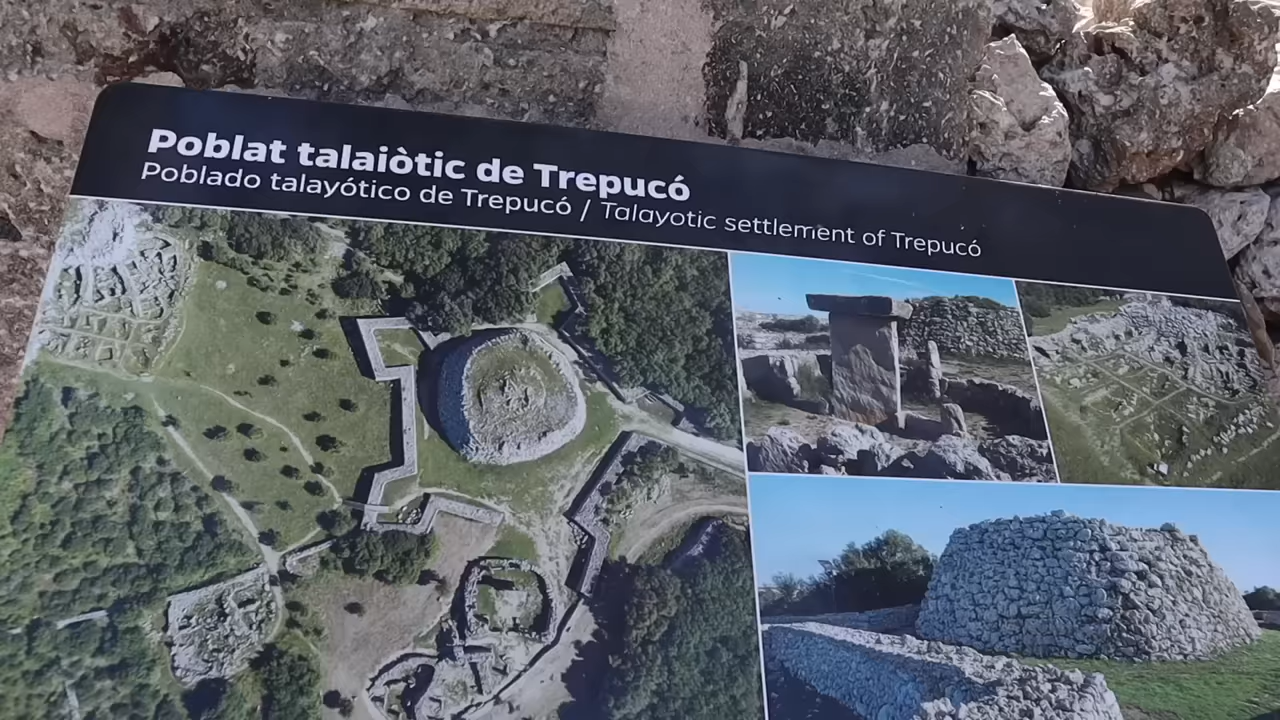 Poblat talaiòtic de Trepucó
Poblado talayótico de Trepucó / Talayotic settlement of Trepucó